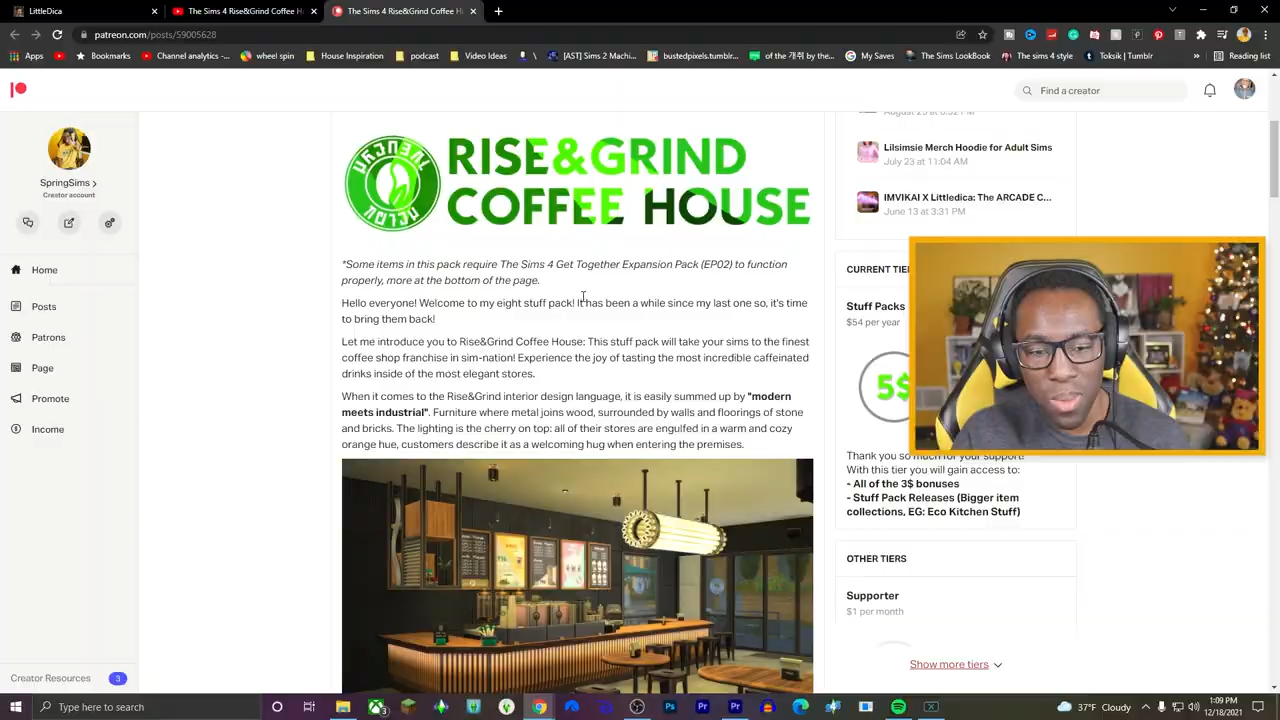 LittleDica
The Sims 4 Rise&Grind Coffee H
The Sims 4 Rise&Grind Coffee H
patreon.com/posts/59005628
Apps
Bookmarks
Channel analytics -...
wheel spin
House Inspiration
podcast
Video Ideas
[AST] Sims 2 Machin...
bustedpixels.tumblr...
of the 개취 by the...
My Saves
The Sims LookBook
The Sims 4 style
Toksik | Tumblr
Reading list
Find a creator
SpringSims
Creator account
Home
Posts
Patrons
Page
Promote
Income
Creator Resources
3
RISE&GRIND
COFFEE HOUSE
*Some items in this pack require The Sims 4 Get Together Expansion Pack (EP02) to function
properly, more at the bottom of the page.
Hello everyone! Welcome to my eight stuff pack! It has been a while since my last one so, it's time
to bring them back!
Let me introduce you to Rise&Grind Coffee House: This stuff pack will take your sims to the finest
coffee shop franchise in sim-nation! Experience the joy of tasting the most incredible caffeinated
drinks inside of the most elegant stores.
When it comes to the Rise&Grind interior design language, it is easily summed up by "modern
meets industrial". Furniture where metal joins wood, surrounded by walls and floorings of stone
and bricks. The lighting is the cherry on top: all of their stores are engulfed in a warm and cozy
orange hue, customers describe it as a welcoming hug when entering the premises.
Lilsimsie Merch Hoodie for Adult Sims
July 23 at 11:04 AM
IMVIKAI X Littledica: The ARCADE C...
June 13 at 3:31 PM
CURRENT TIE
Stuff Packs
$54 per year
5$
Thank you so much for your support!
With this tier you will gain access to:
- All of the 3$ bonuses
- Stuff Pack Releases (Bigger item
collections, EG: Eco Kitchen Stuff)
OTHER TIERS
Supporter
$1 per month
Show more tiers
Type here to search
33°F Cloudy
1:09 PM
12/18/2021